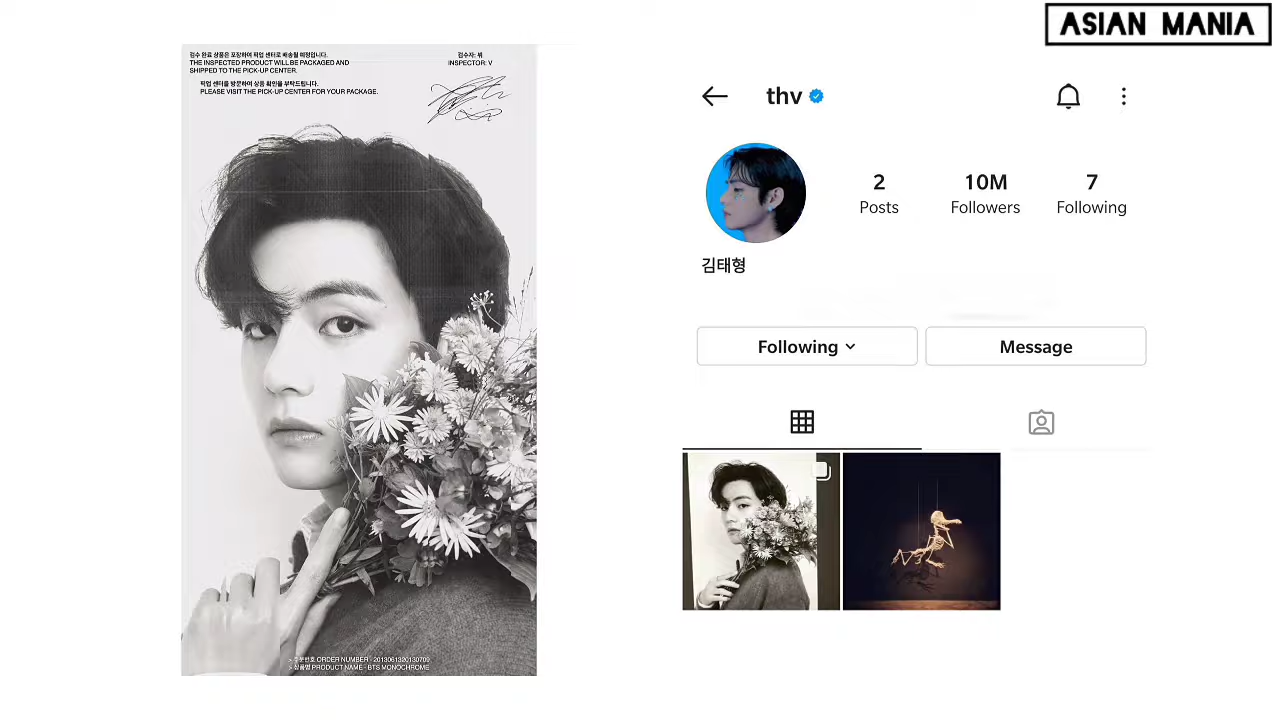 ASIAN MANIA
검수 완료 상품은 포장하여 픽업 센터로 배송될 예정입니다.
THE INSPECTED PRODUCT WILL BE PACKAGED AND
SHIPPED TO THE PICK-UP CENTER.
픽업 센터를 방문하여 상품 확인을 부탁드립니다.
PLEASE VISIT THE PICK-UP CENTER FOR YOUR PACKAGE.
검수자: 뷔
INSPECTOR: V
> 주문번호 ORDER NUMBER - 2013061320130709
> 상품명 PRODUCT NAME - BTS MONOCHROME
thv
2
Posts
10M
Followers
7
Following
김태형
Following
Message